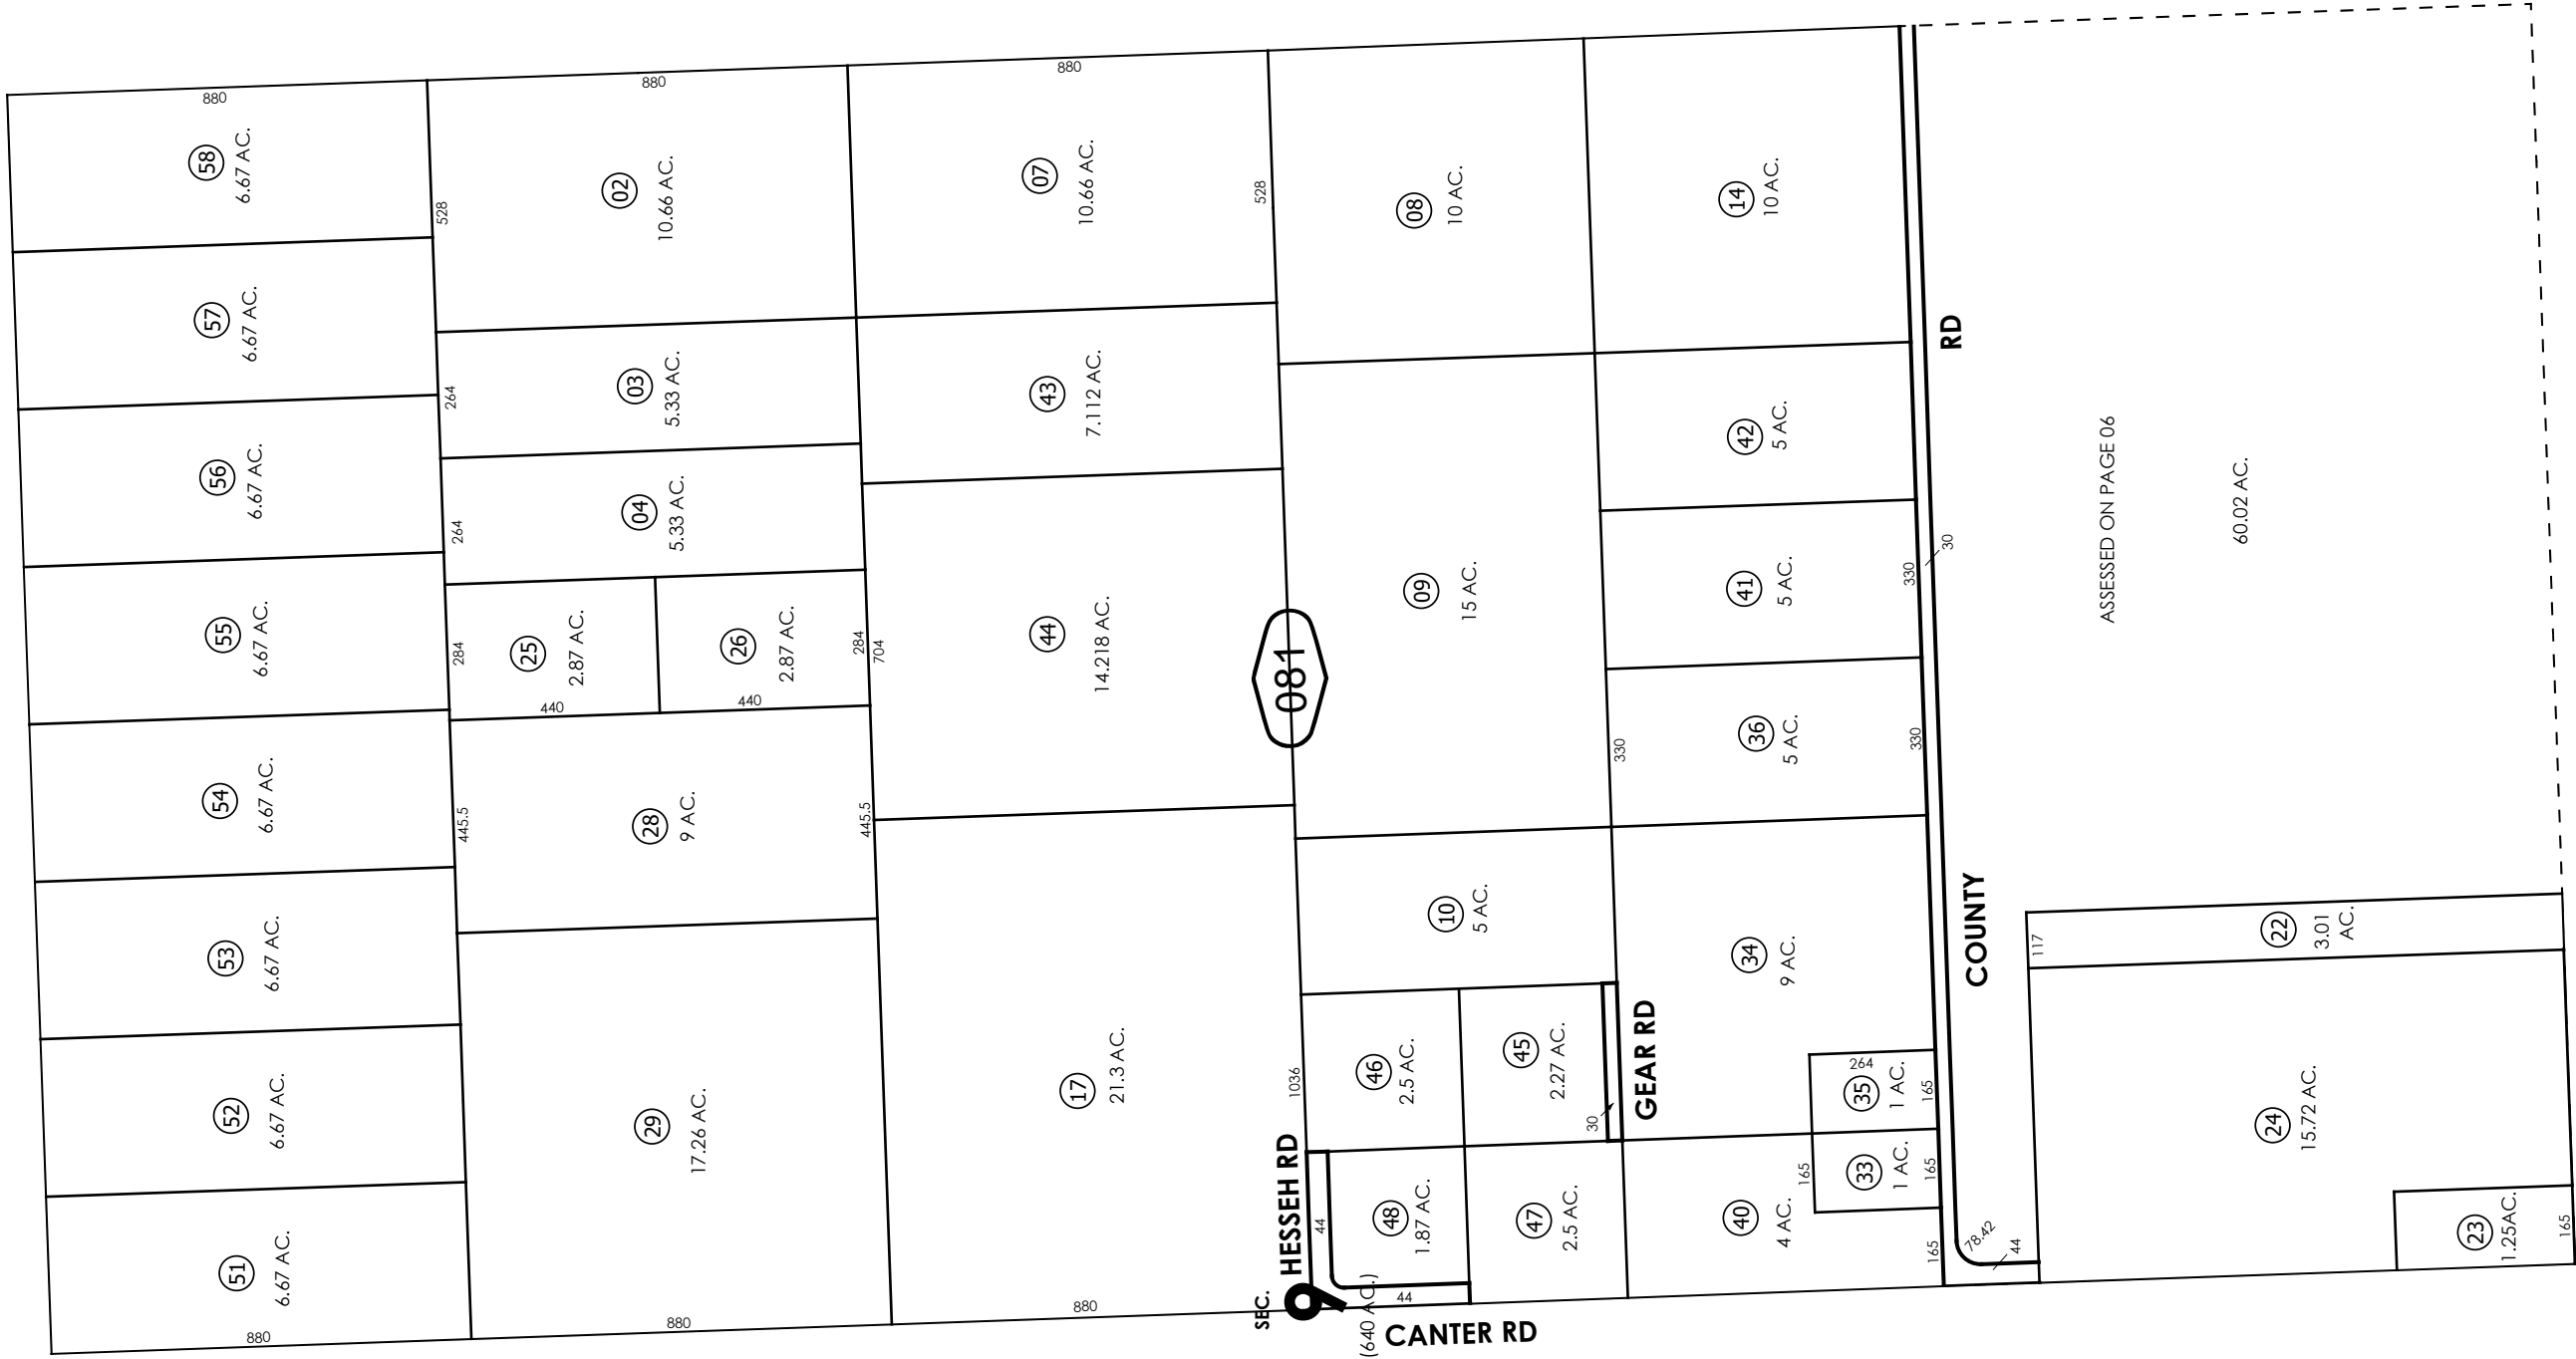 880
58
6.67 AC.
57
6.67 AC.
56
6.67 AC.
55
6.67 AC.
54
6.67 AC.
53
6.67 AC.
52
6.67 AC.
51
6.67 AC.
880
880
528
02
10.66 AC.
264
03
5.33 AC.
264
04
5.33 AC.
284
25
2.87 AC.
440
26
2.87 AC.
440
284
704
445.5
28
9 AC.
445.5
29
17.26 AC.
880
880
07
10.66 AC.
528
43
7.112 AC.
44
14.218 AC.
081
17
21.3 AC.
1036
880
08
10 AC.
09
15 AC.
10
5 AC.
46
2.5 AC.
45
2.27 AC.
30
GEAR RD
HESSEH RD
44
48
1.87 AC.
47
2.5 AC.
44
SEC.
9
(640 AC.)
CANTER RD
14
10 AC.
42
5 AC.
41
5 AC.
330
36
5 AC.
330
330
34
9 AC.
264
35
1 AC.
165
165
33
1 AC.
165
40
4 AC.
165
COUNTY
RD
30
78.42
44
ASSESSED ON PAGE 06
60.02 AC.
117
22
3.01
AC.
24
15.72 AC.
23
1.25AC.
165